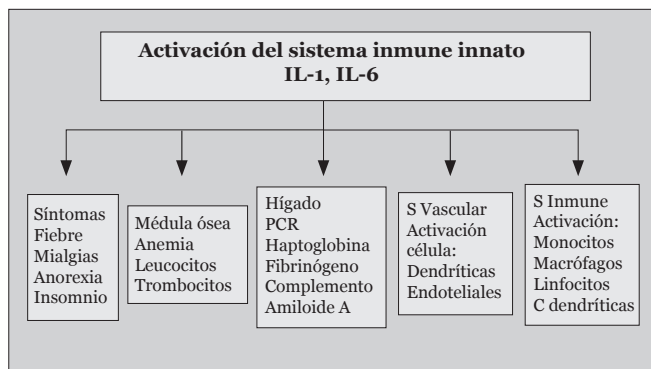 Activación del sistema inmune innato
IL-1, IL-6
Síntomas
Fiebre
Mialgias
Anorexia
Insomnio
Médula ósea
Anemia
Leucocitos
Trombocitos
Hígado
PCR
Haptoglobina
Fibrinógeno
Complemento
Amiloide A
S Vascular
Activación
célula:
Dendríticas
Endoteliales
S Inmune
Activación:
Monocitos
Macrófagos
Linfocitos
C dendríticas